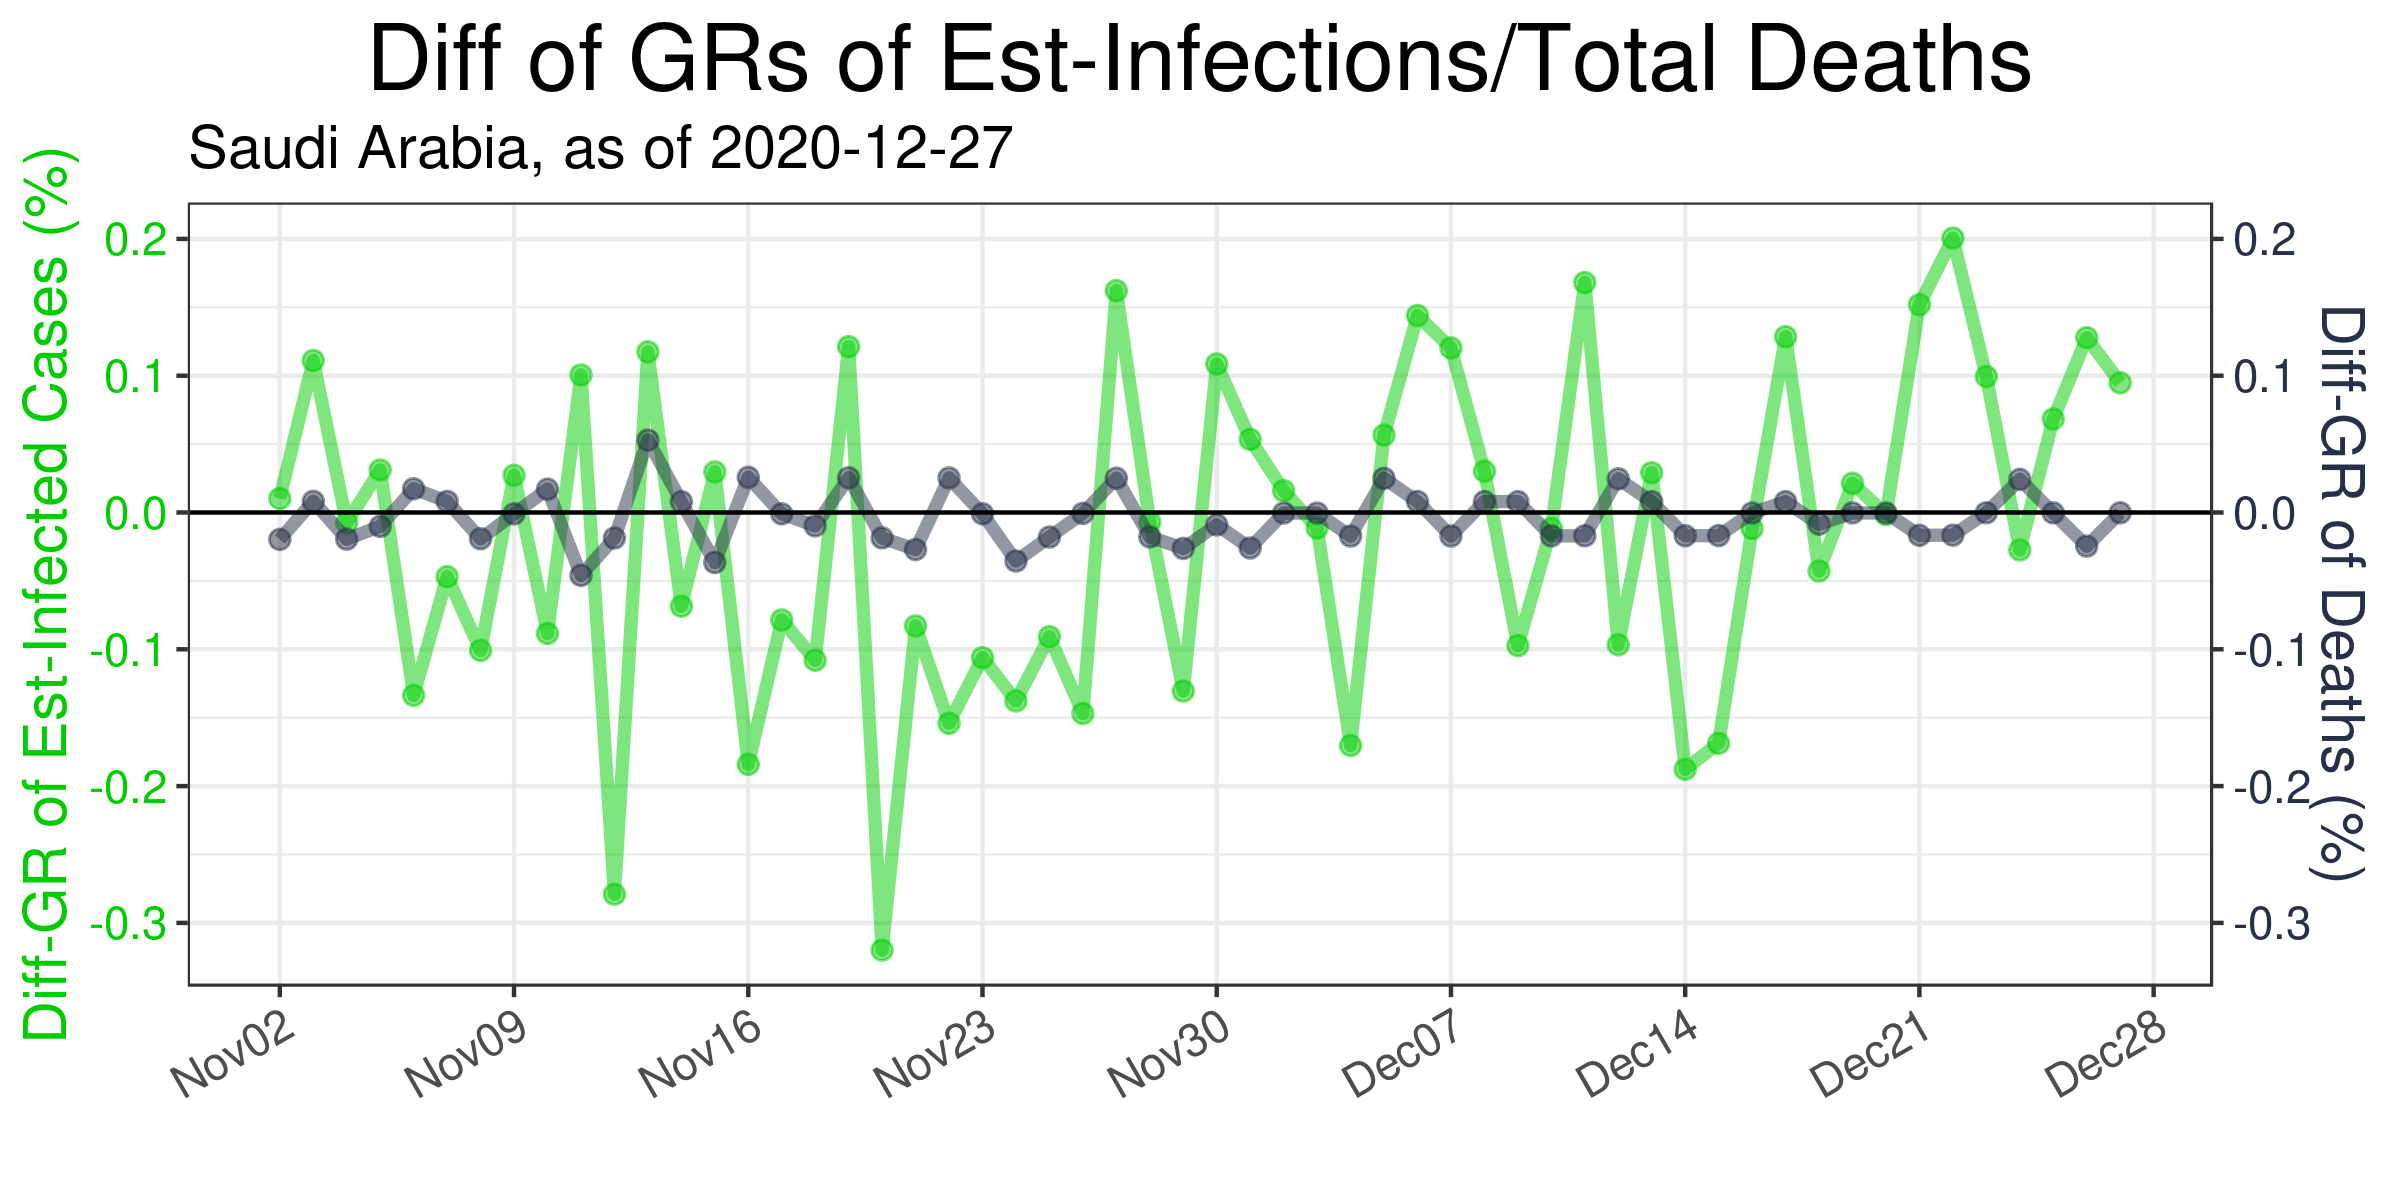 Diff of GRs of Est-Infections/Total Deaths
Saudi Arabia, as of 2020-12-27
Diff-GR of Est-Infected Cases (%)
0.2
0.1
0.0
-0.1
-0.2
-0.3
0.2
0.1
0.0
-0.1
-0.2
-0.3
Diff-GR of Deaths (%)
Nov02
Nov09
Nov16
Nov23
Nov30
Dec07
Dec14
Dec21
Dec28